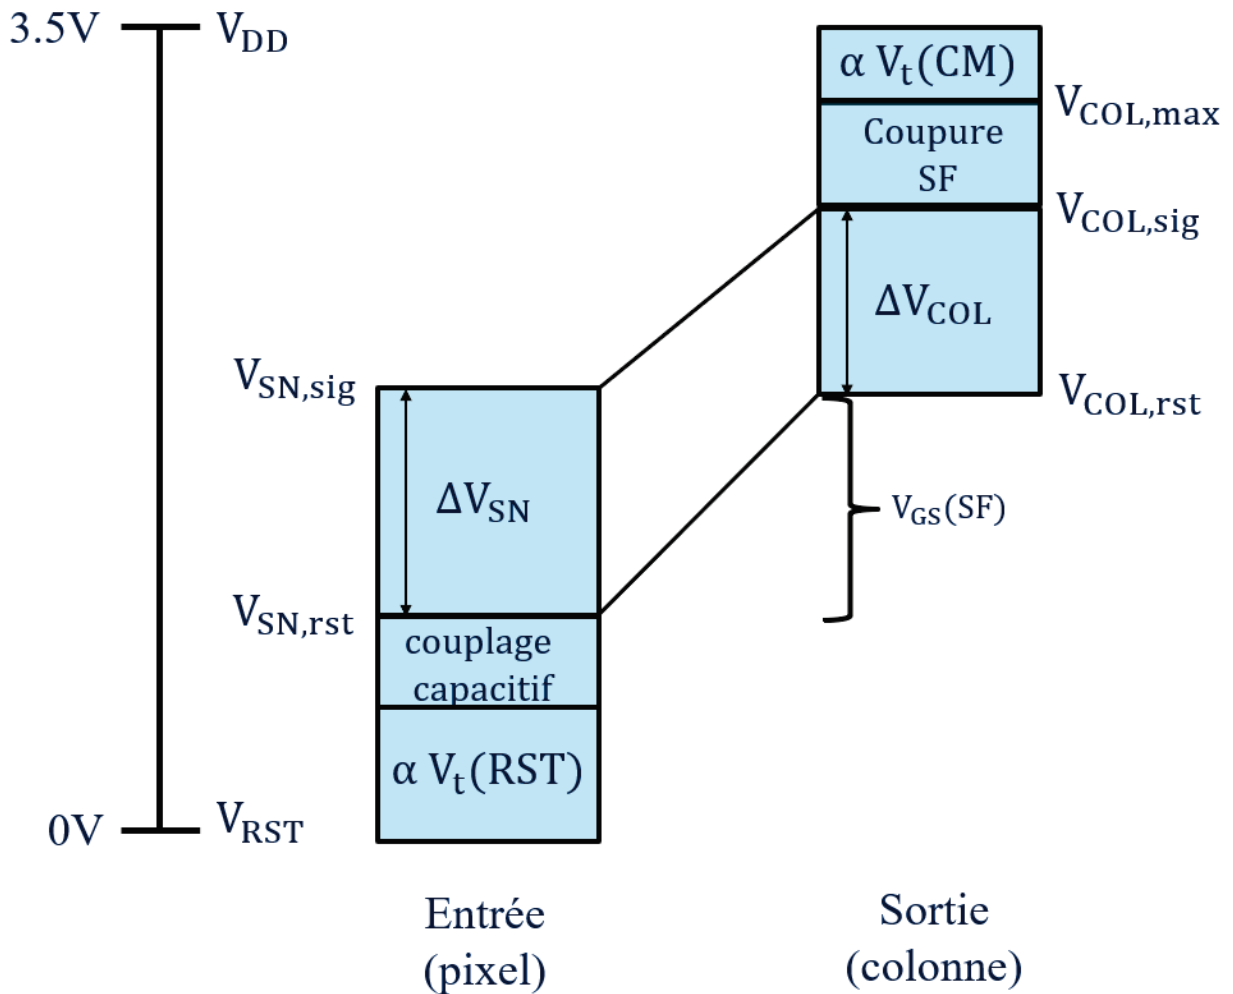 3.5V
V_DD
0V
V_RST
V_SN,sig
ΔV_SN
V_SN,rst
couplage
capacitif
α V_t(RST)
Entrée
(pixel)
α V_t(CM)
V_COL,max
Coupure
SF
V_COL,sig
ΔV_COL
V_COL,rst
V_GS(SF)
Sortie
(colonne)